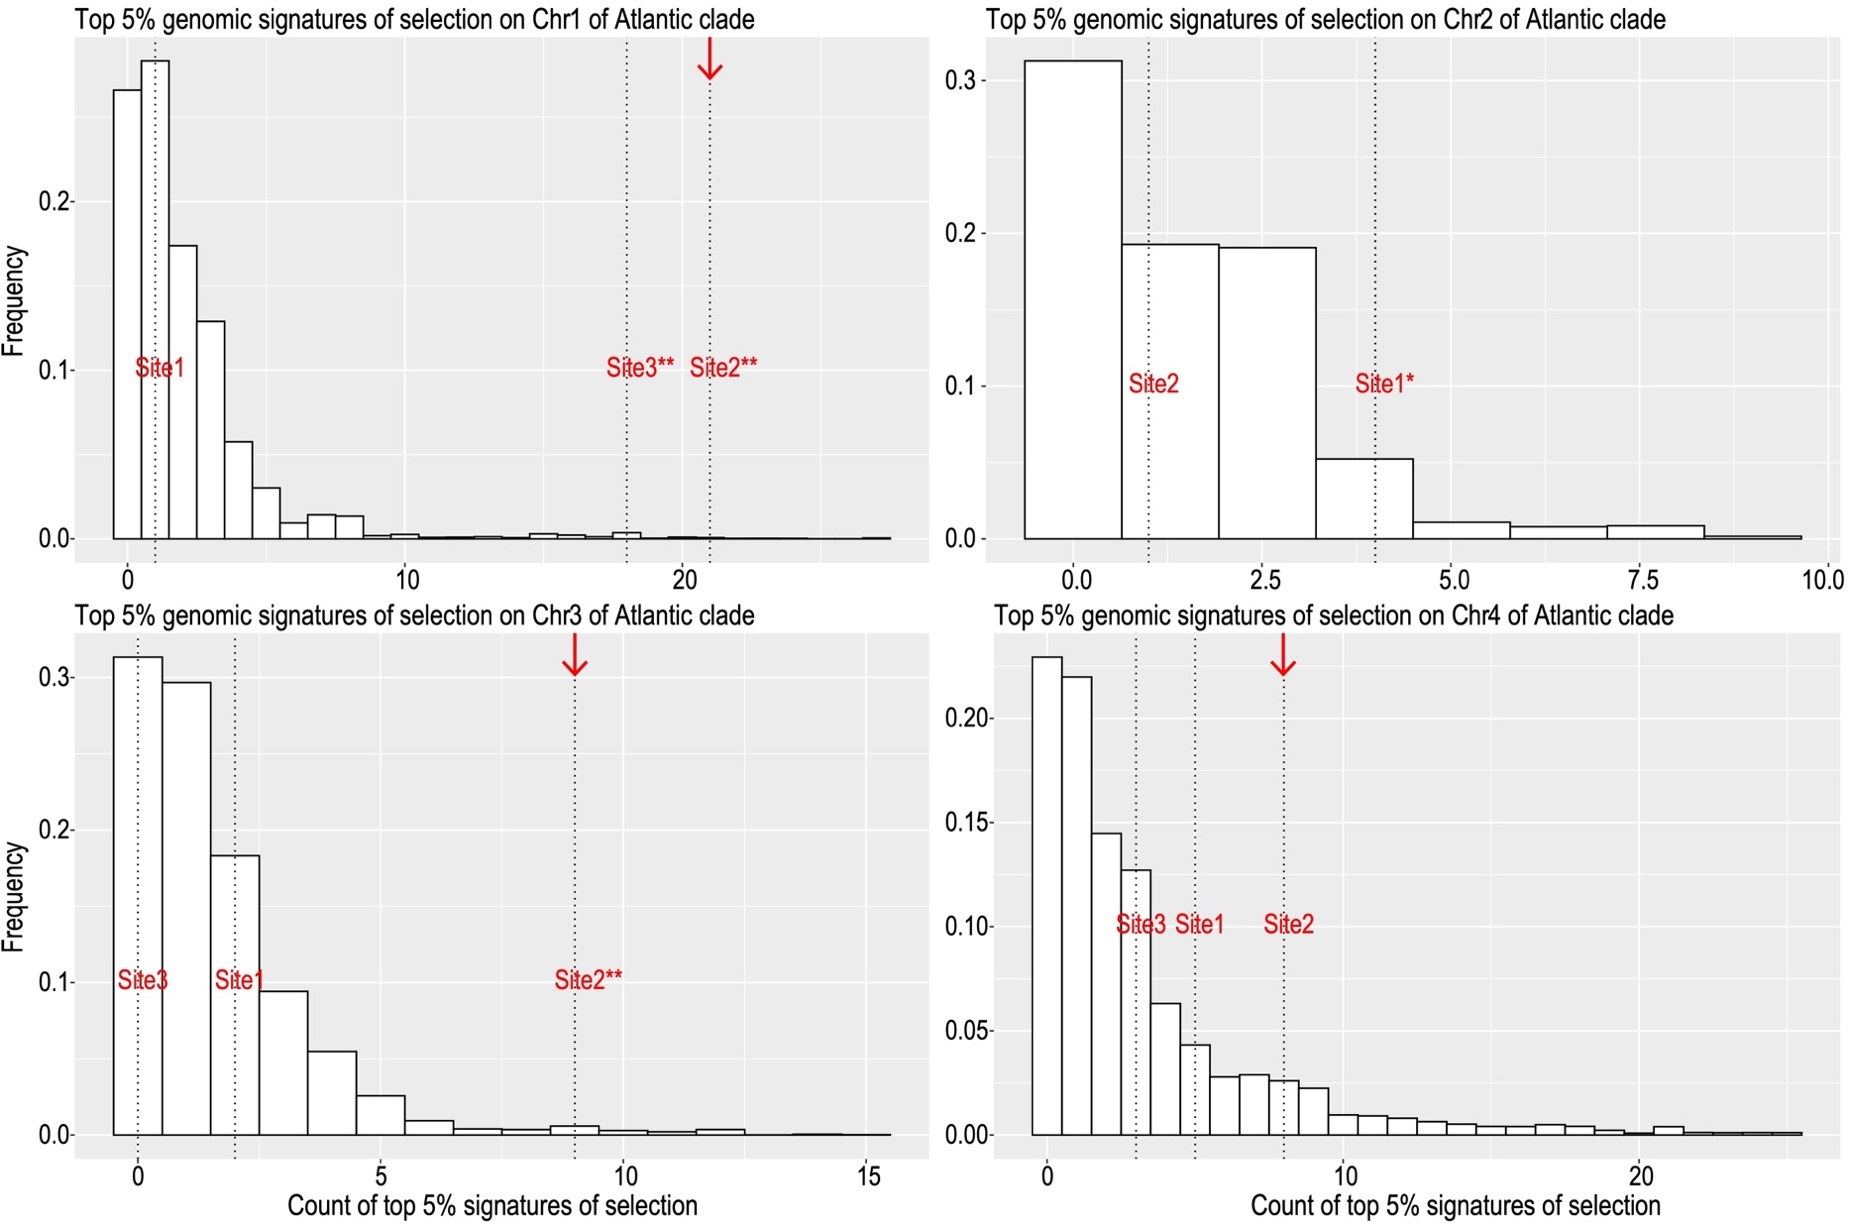 Top 5% genomic signatures of selection on Chr1 of Atlantic clade
Frequency
0.2
0.1
0.0
Site1
Site3**
Site2**
0
10
20
Top 5% genomic signatures of selection on Chr2 of Atlantic clade
0.3
0.2
0.1
0.0
Site2
Site1*
0.0
2.5
5.0
7.5
10.0
Top 5% genomic signatures of selection on Chr3 of Atlantic clade
Frequency
0.3
0.2
0.1
0.0
Site3
Site1
Site2**
0
5
10
15
Count of top 5% signatures of selection
Top 5% genomic signatures of selection on Chr4 of Atlantic clade
0.20
0.15
0.10
0.05
0.00
Site3
Site1
Site2
0
10
20
Count of top 5% signatures of selection